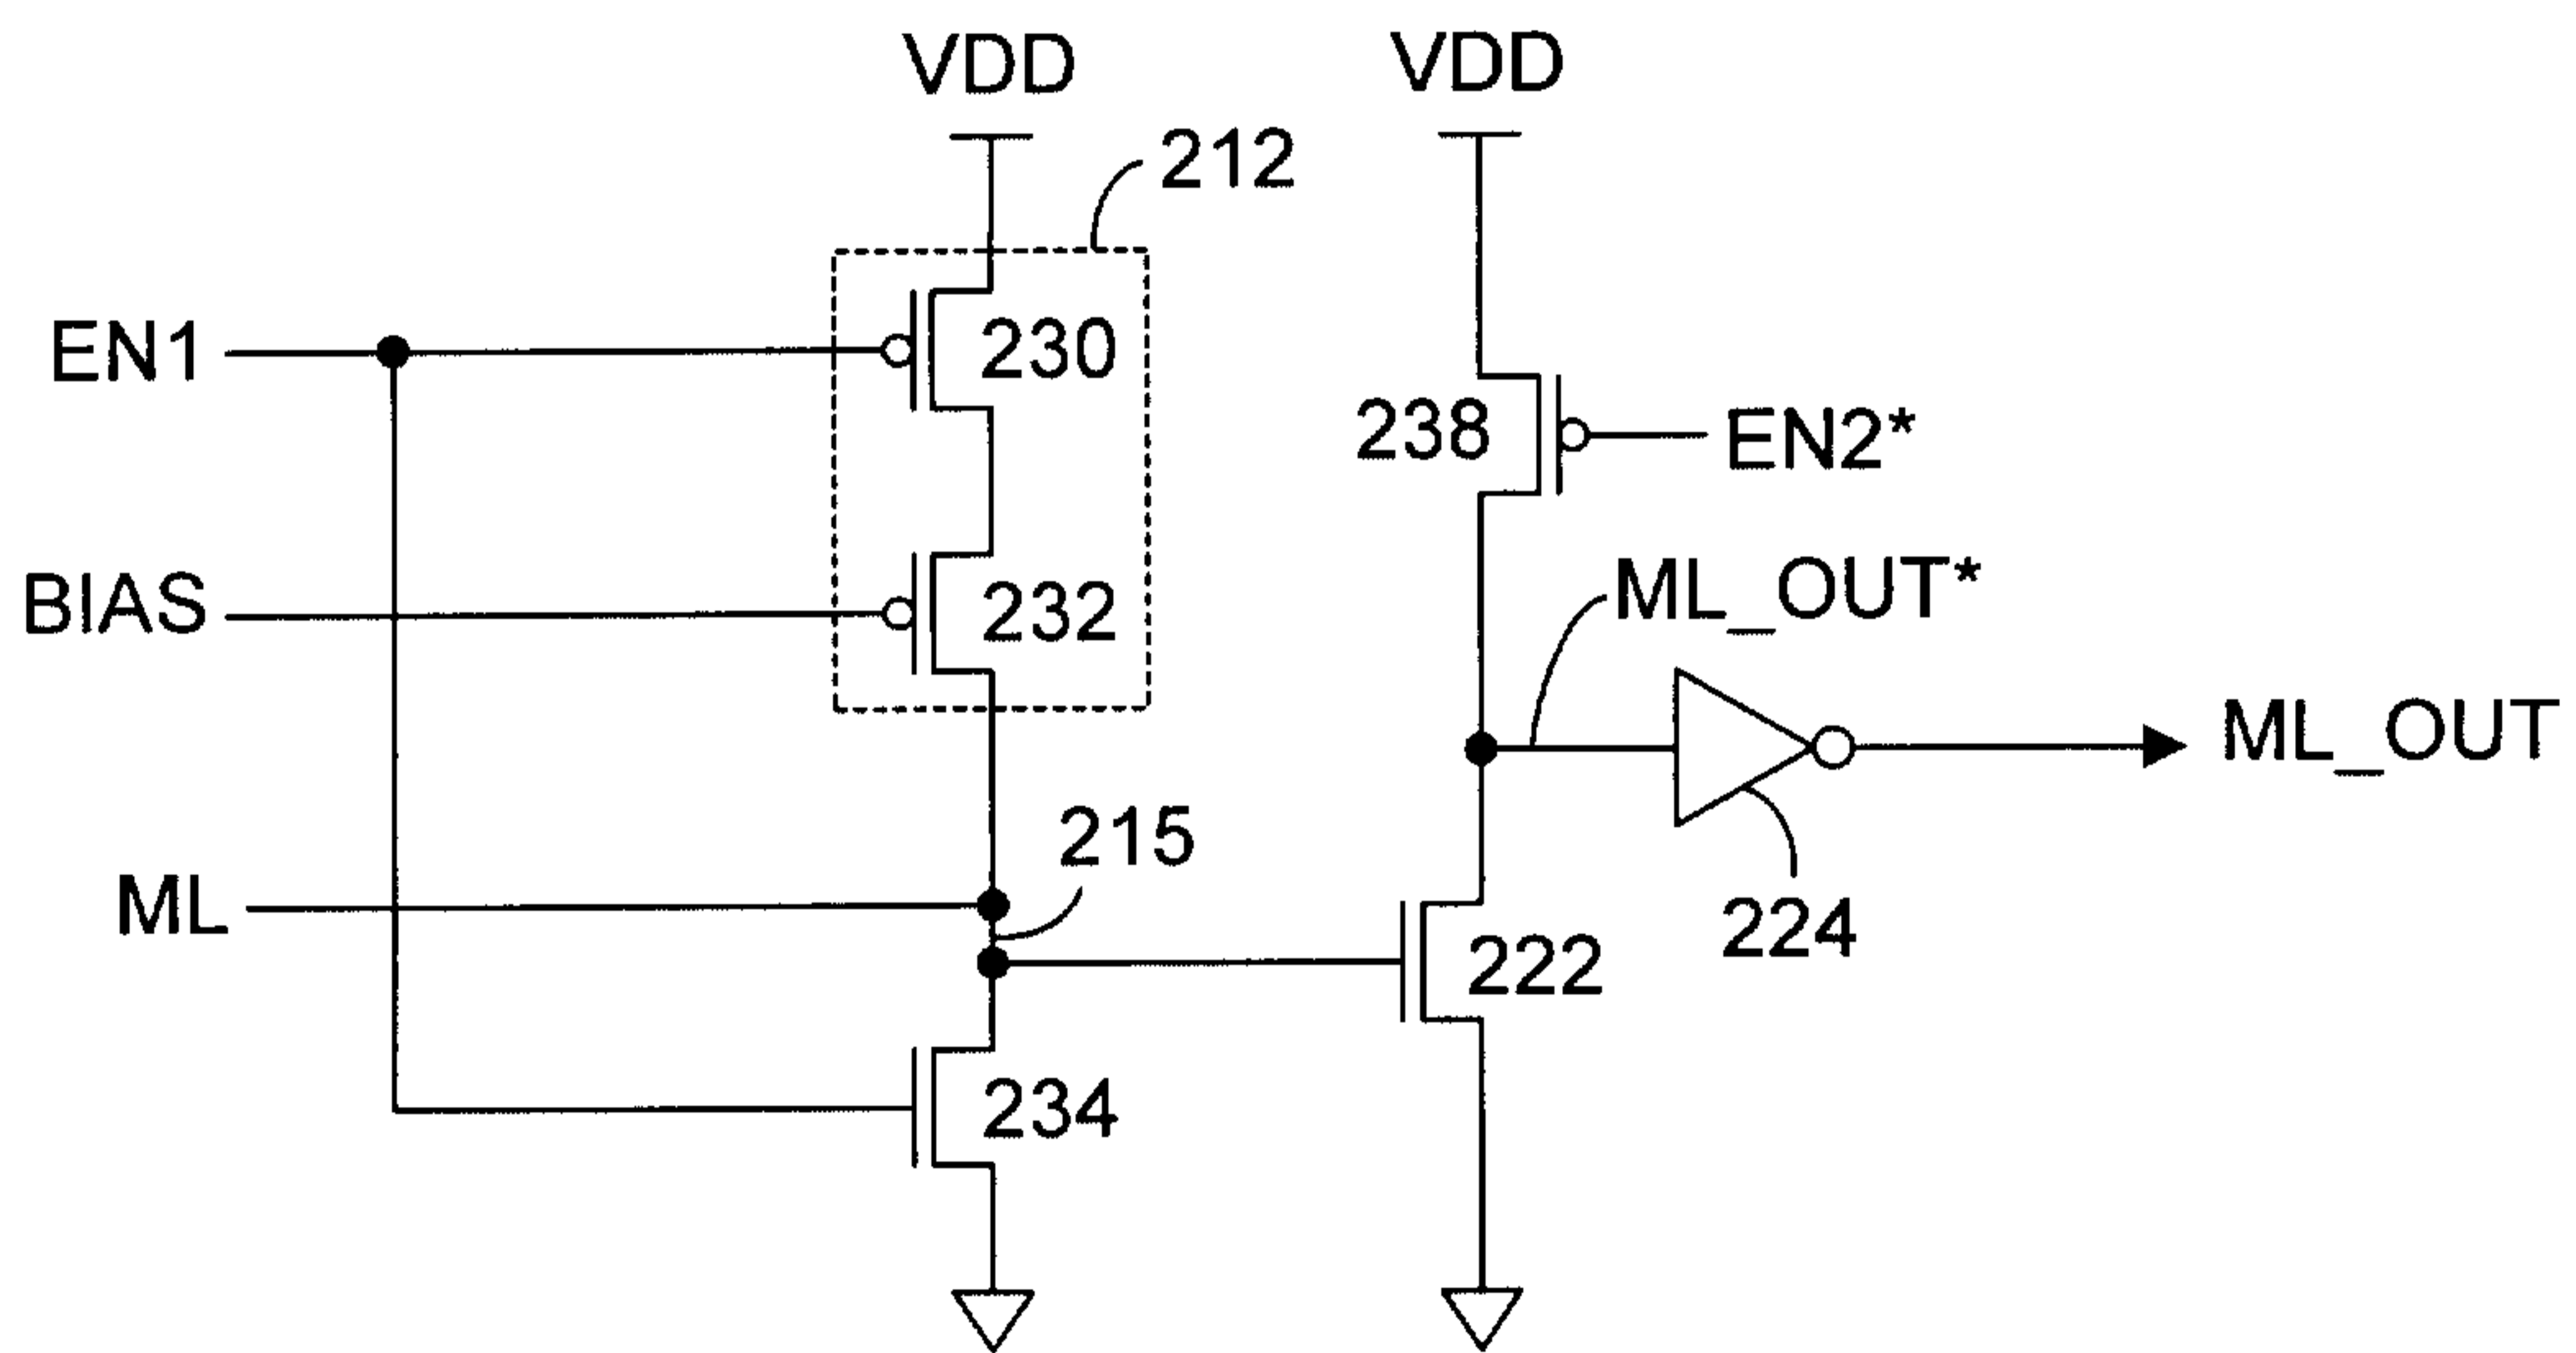 VDD
VDD
212
EN1
230
238
EN2*
BIAS
232
ML_OUT*
ML_OUT
215
ML
222
224
234